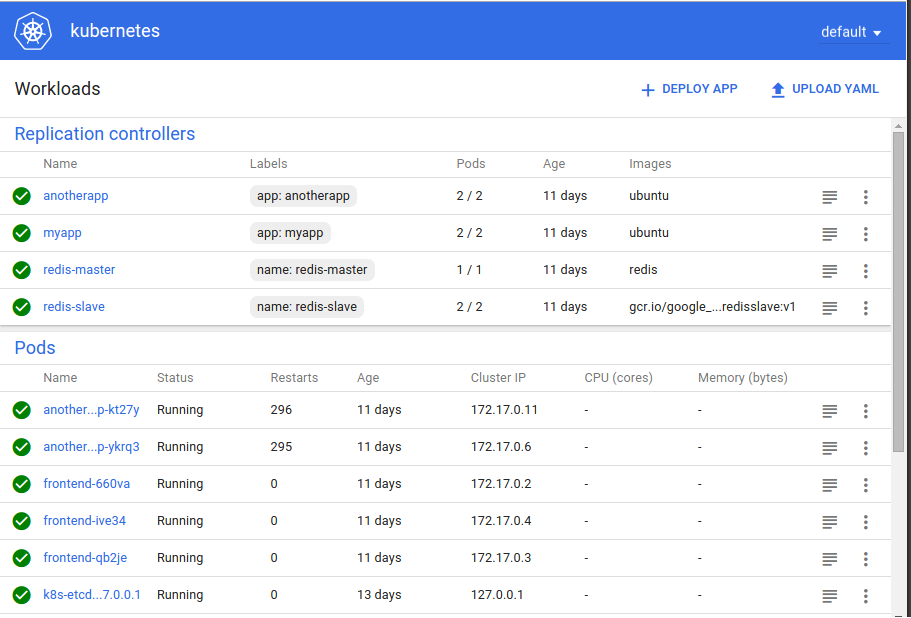 kubernetes default
Workloads DEPLOY APP UPLOAD YAML
Replication controllers
Name Labels Pods Age Images
anotherapp app: anotherapp 2 / 2 11 days ubuntu
myapp app: myapp 2 / 2 11 days ubuntu
redis-master name: redis-master 1 / 1 11 days redis
redis-slave name: redis-slave 2 / 2 11 days gcr.io/google_...redisslave:v1
Pods
Name Status Restarts Age Cluster IP CPU (cores) Memory (bytes)
another...p-kt27y Running 296 11 days 172.17.0.11 - -
another...p-ykrq3 Running 295 11 days 172.17.0.6 - -
frontend-660va Running 0 11 days 172.17.0.2 - -
frontend-ive34 Running 0 11 days 172.17.0.4 - -
frontend-qb2je Running 0 11 days 172.17.0.3 - -
k8s-etcd...7.0.0.1 Running 0 13 days 127.0.0.1 - -